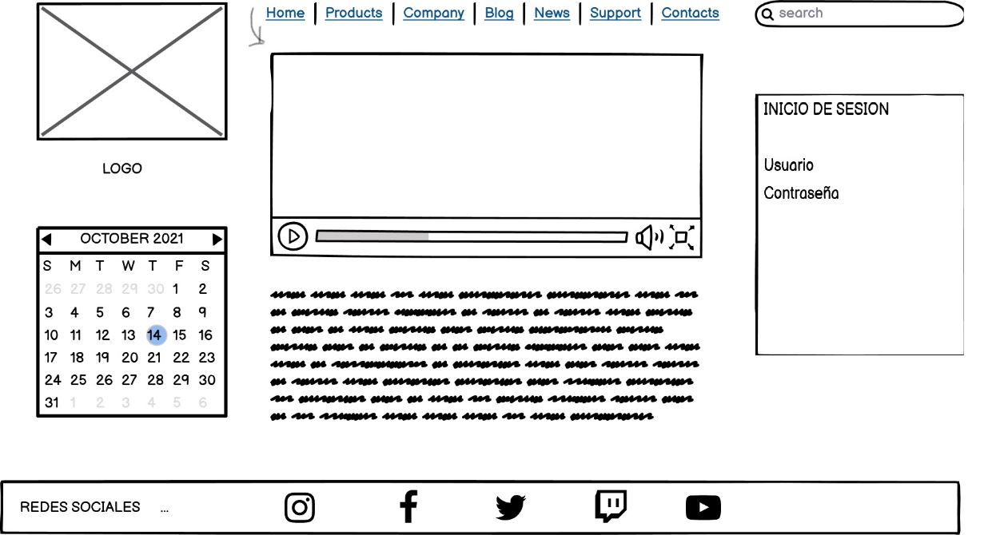 Home | Products | Company | Blog | News | Support | Contacts
search
LOGO
INICIO DE SESION
Usuario
Contraseña
OCTOBER 2021
S M T W T F S
26 27 28 29 30 1 2
3 4 5 6 7 8 9
10 11 12 13 14 15 16
17 18 19 20 21 22 23
24 25 26 27 28 29 30
31 1 2 3 4 5 6
REDES SOCIALES ...